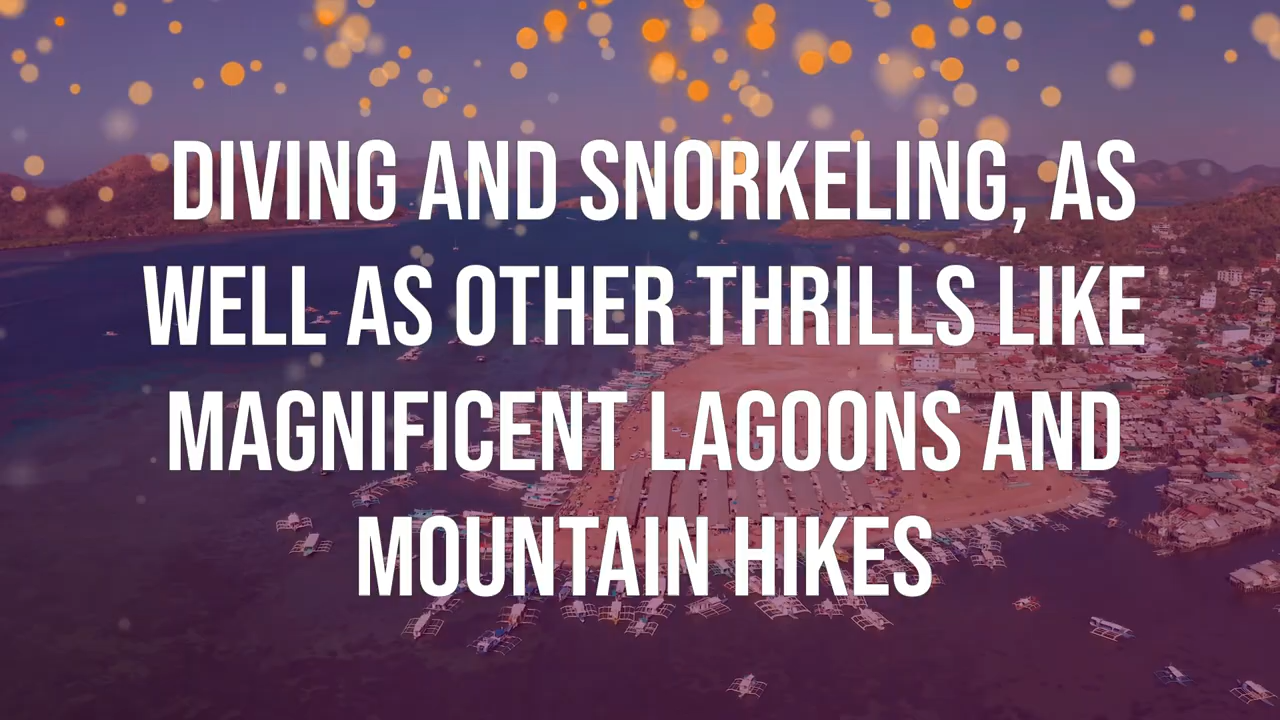 DIVING AND SNORKELING, AS
WELL AS OTHER THRILLS LIKE
MAGNIFICENT LAGOONS AND
MOUNTAIN HIKES